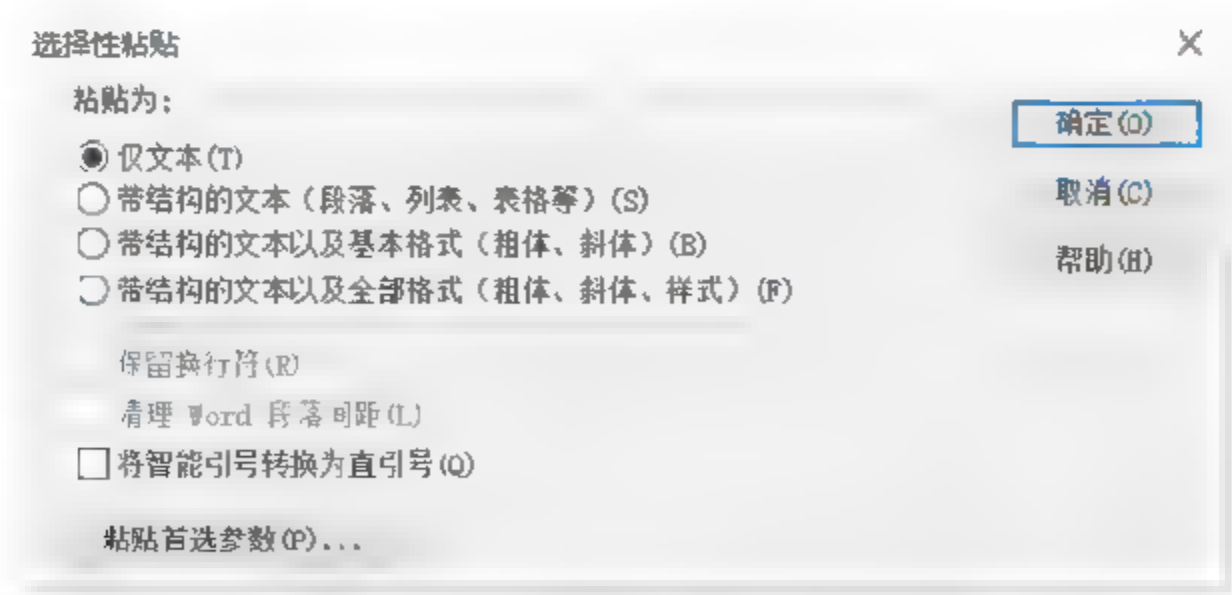 选择性粘贴
粘贴为：
确定(O)
仅文本(T)
取消(C)
带结构的文本（段落、列表、表格等）(S)
带结构的文本以及基本格式（粗体、斜体）(B)
帮助(H)
带结构的文本以及全部格式（粗体、斜体、样式）(F)
保留换行符(R)
清理 Word 段落间距(L)
将智能引号转换为直引号(Q)
粘贴首选参数(P)...